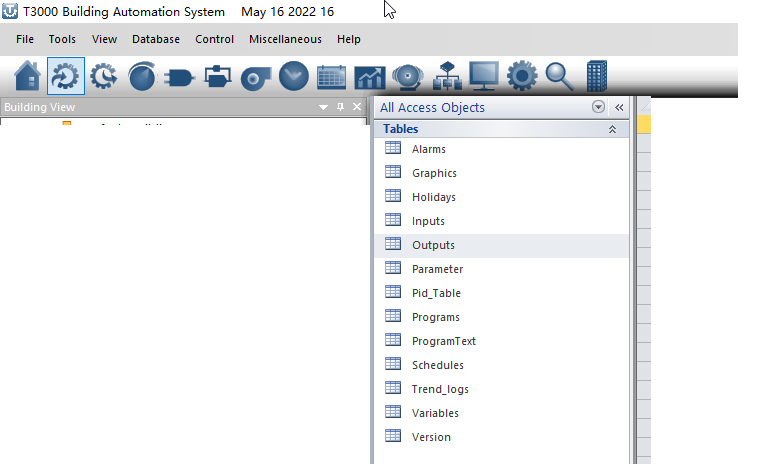 T3000 Building Automation System May 16 2022 16
File Tools View Database Control Miscellaneous Help
Building View
All Access Objects
Tables
Alarms
Graphics
Holidays
Inputs
Outputs
Parameter
Pid_Table
Programs
ProgramText
Schedules
Trend_logs
Variables
Version